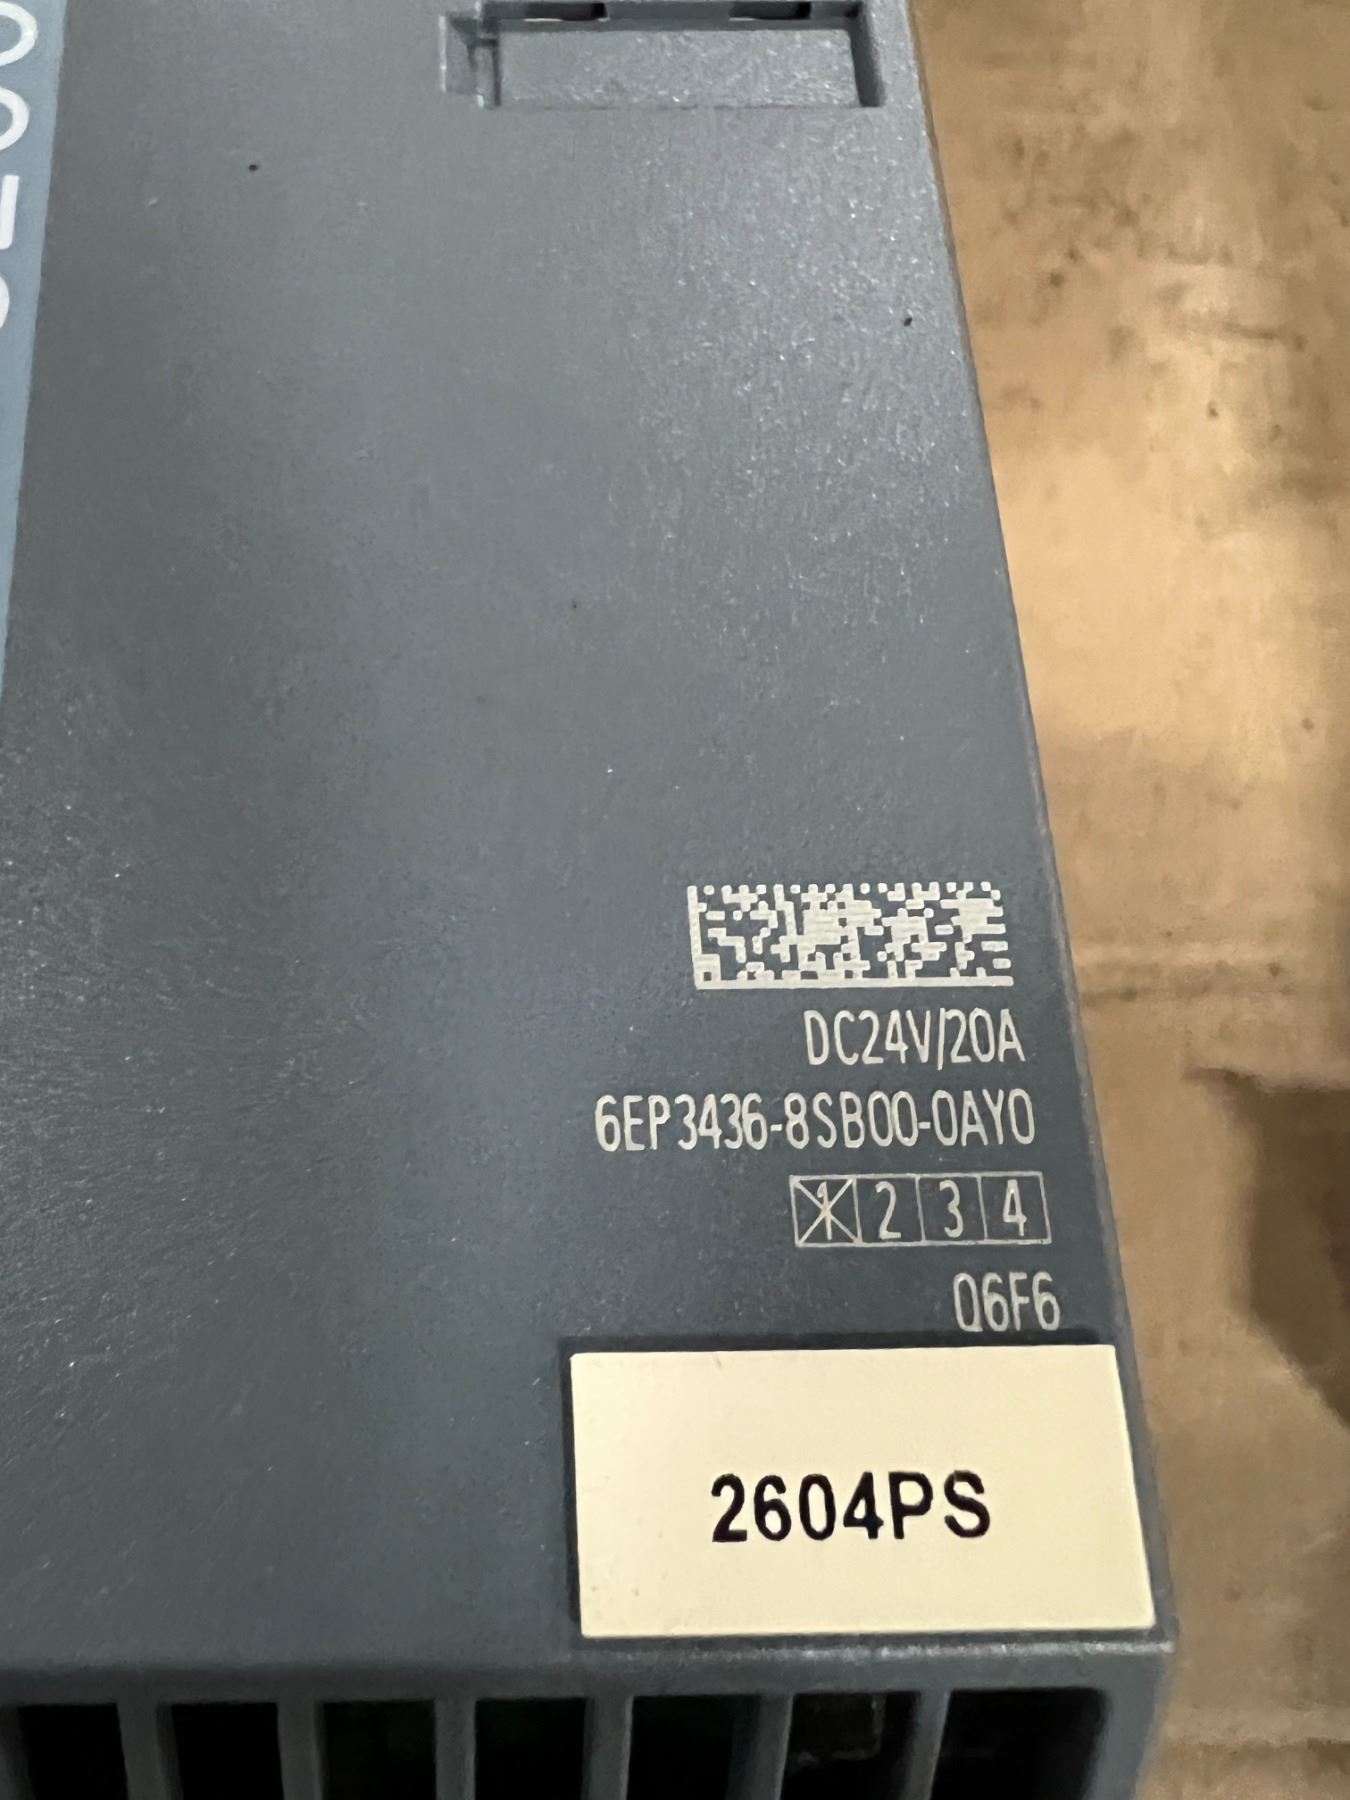 DC24V/20A
6EP3436-8SB00-0AY0
1 2 3 4
Q6F6
2604PS